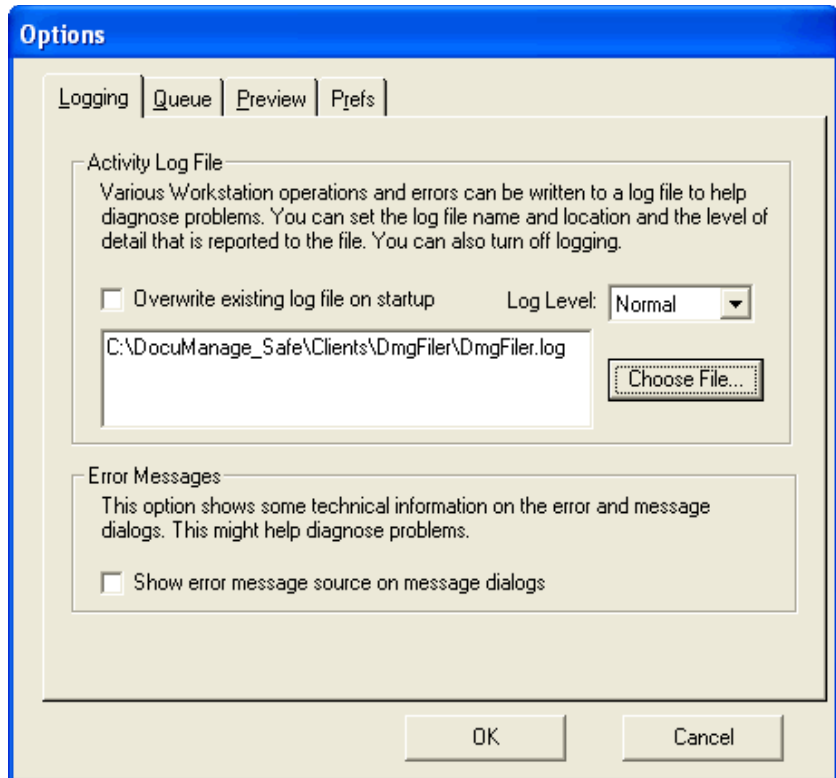 Options
Logging Queue Preview Prefs
Activity Log File
Various Workstation operations and errors can be written to a log file to help
diagnose problems. You can set the log file name and location and the level of
detail that is reported to the file. You can also turn off logging.
Overwrite existing log file on startup Log Level: Normal
C:\DocuManage_Safe\Clients\DmgFiler\DmgFiler.log
Choose File...
Error Messages
This option shows some technical information on the error and message
dialogs. This might help diagnose problems.
Show error message source on message dialogs
OK Cancel